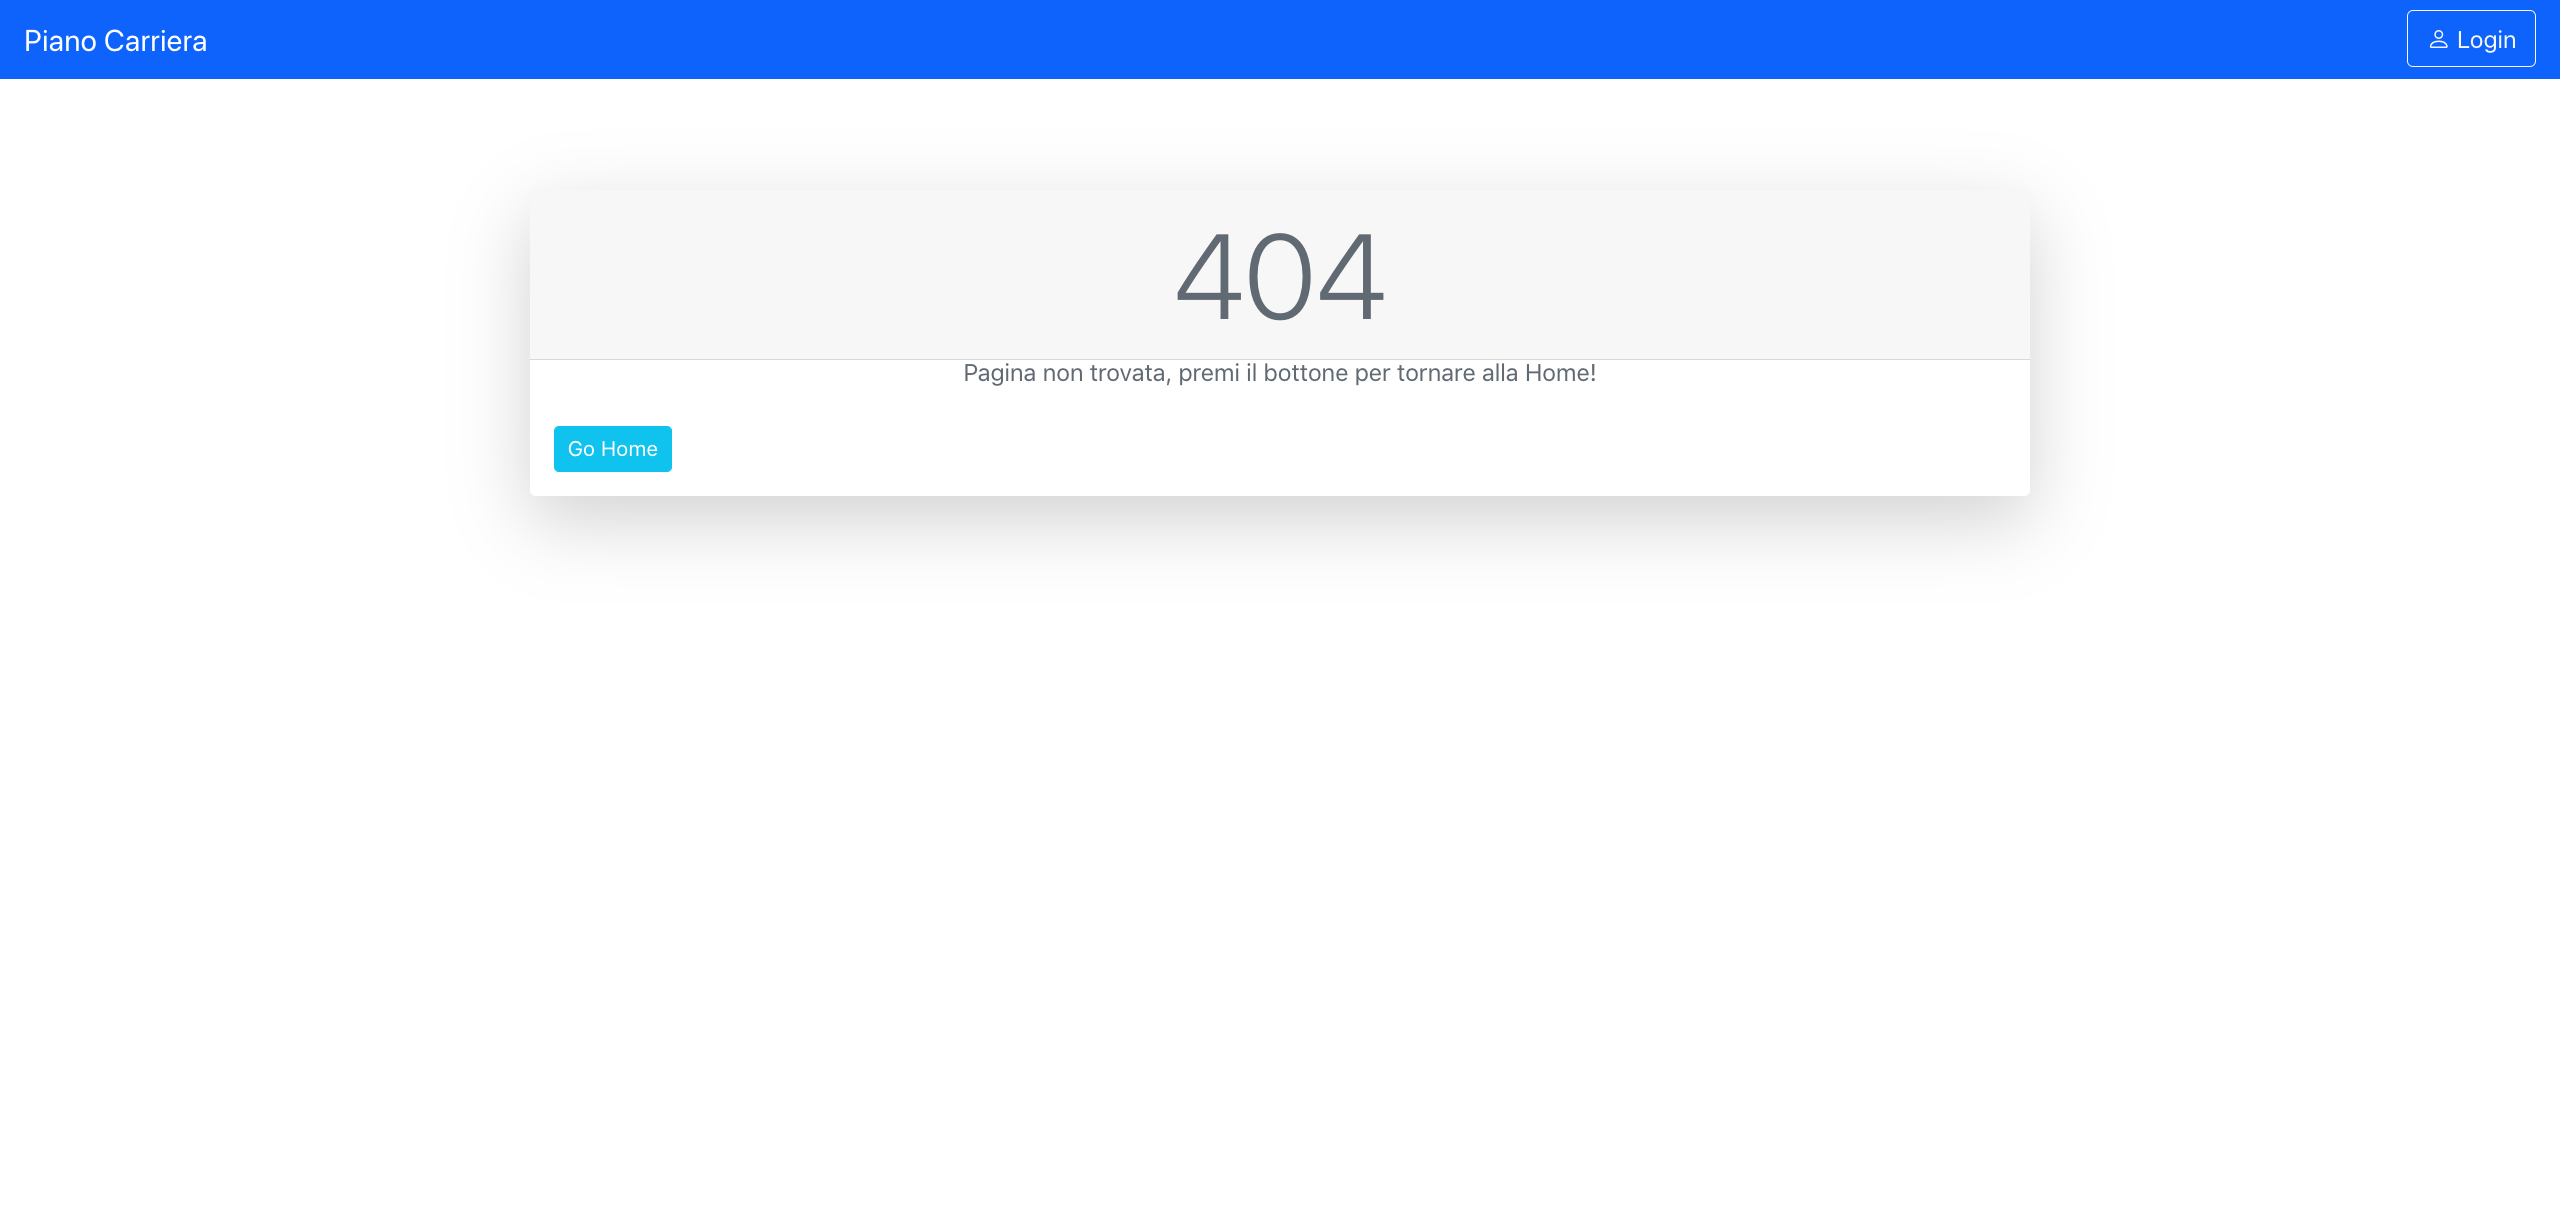 Piano Carriera
Login
404
Pagina non trovata, premi il bottone per tornare alla Home!
Go Home